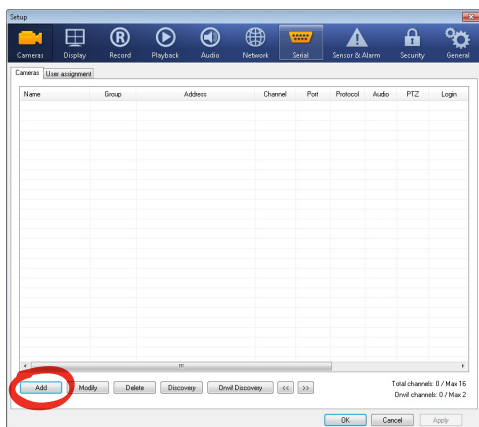 Setup
Cameras Display Record Playback Audio Network Serial Sensor & Alarm Security General
Cameras User assignment
Name Group Address Channel Port Protocol Audio PTZ Login
Add Modify Delete Discovery Onvif Discovery << >>
Total channels: 0 / Max 16
Onvif channels: 0 / Max 2
OK Cancel Apply